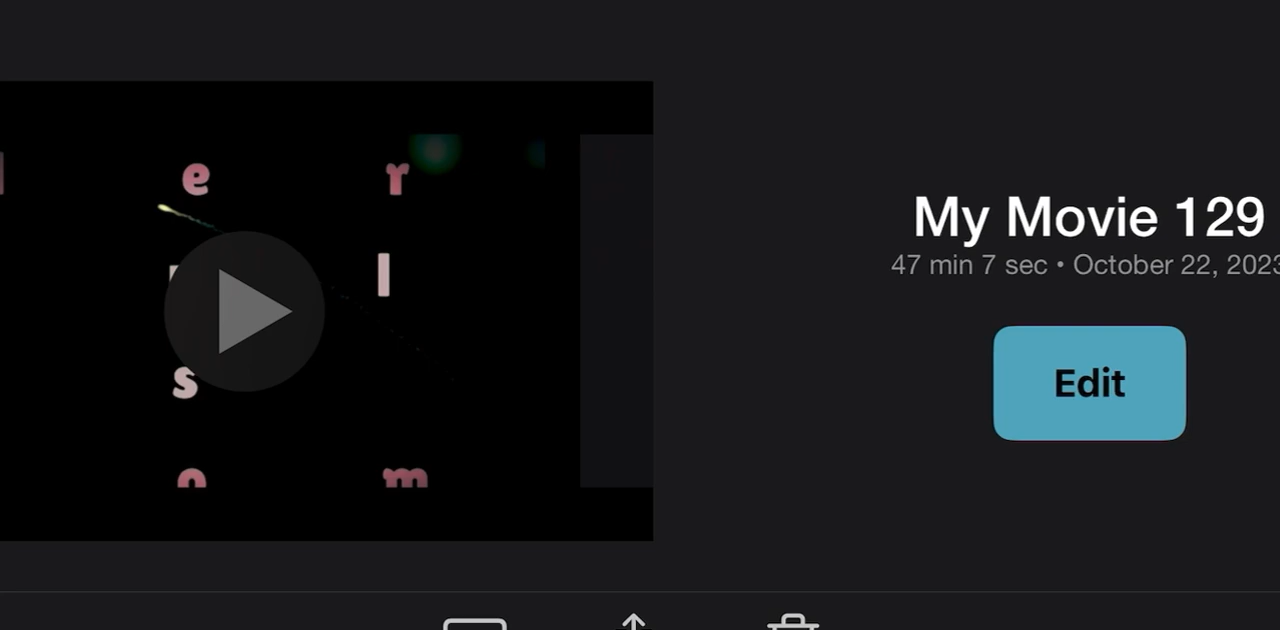 e r
l
s
n m
My Movie 129
47 min 7 sec • October 22, 2023
Edit